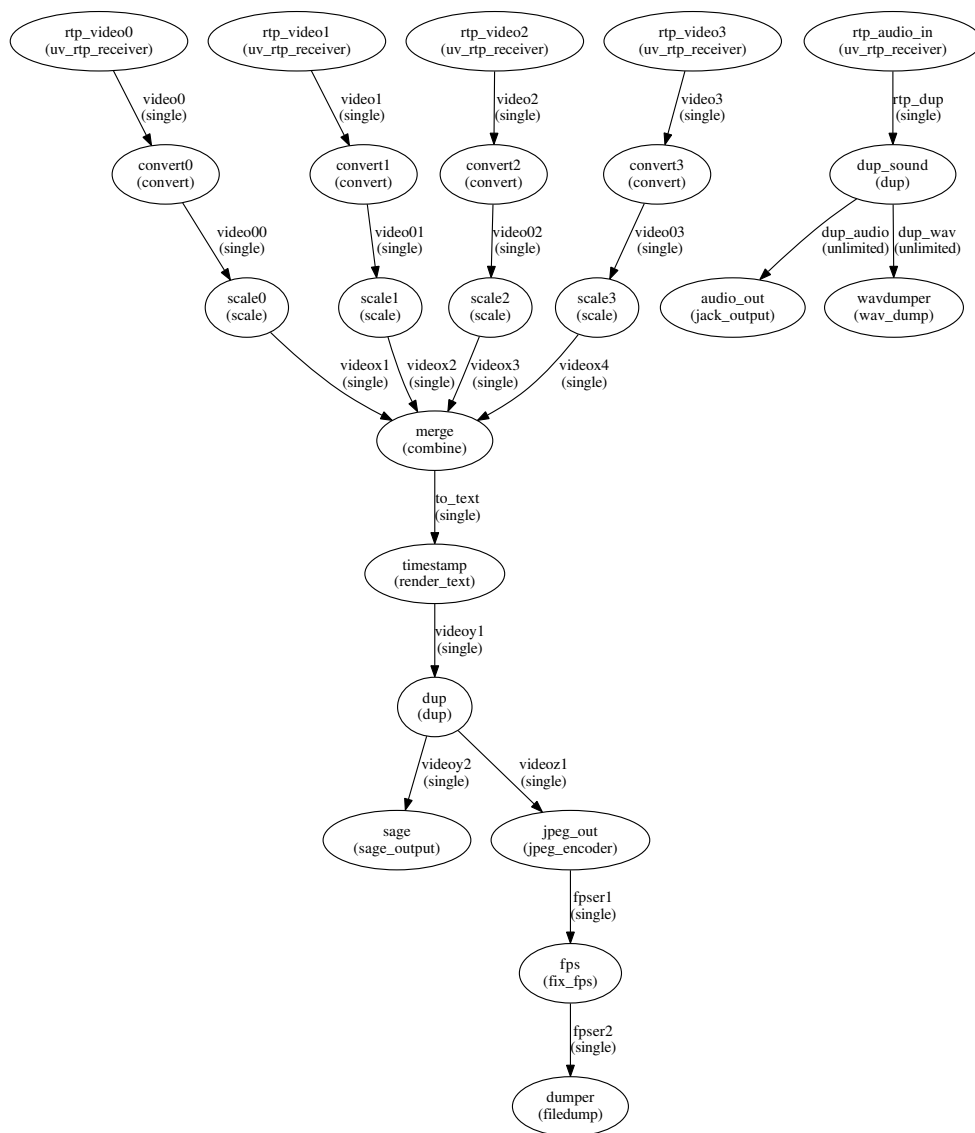 rtp_video0
(uv_rtp_receiver)
rtp_video1
(uv_rtp_receiver)
rtp_video2
(uv_rtp_receiver)
rtp_video3
(uv_rtp_receiver)
rtp_audio_in
(uv_rtp_receiver)
video0
(single)
video1
(single)
video2
(single)
video3
(single)
rtp_dup
(single)
convert0
(convert)
convert1
(convert)
convert2
(convert)
convert3
(convert)
dup_sound
(dup)
video00
(single)
video01
(single)
video02
(single)
video03
(single)
dup_audio
(unlimited)
dup_wav
(unlimited)
scale0
(scale)
scale1
(scale)
scale2
(scale)
scale3
(scale)
audio_out
(jack_output)
wavdumper
(wav_dump)
videox1
(single)
videox2
(single)
videox3
(single)
videox4
(single)
merge
(combine)
to_text
(single)
timestamp
(render_text)
videoy1
(single)
dup
(dup)
videoy2
(single)
videoz1
(single)
sage
(sage_output)
jpeg_out
(jpeg_encoder)
fpser1
(single)
fps
(fix_fps)
fpser2
(single)
dumper
(filedump)